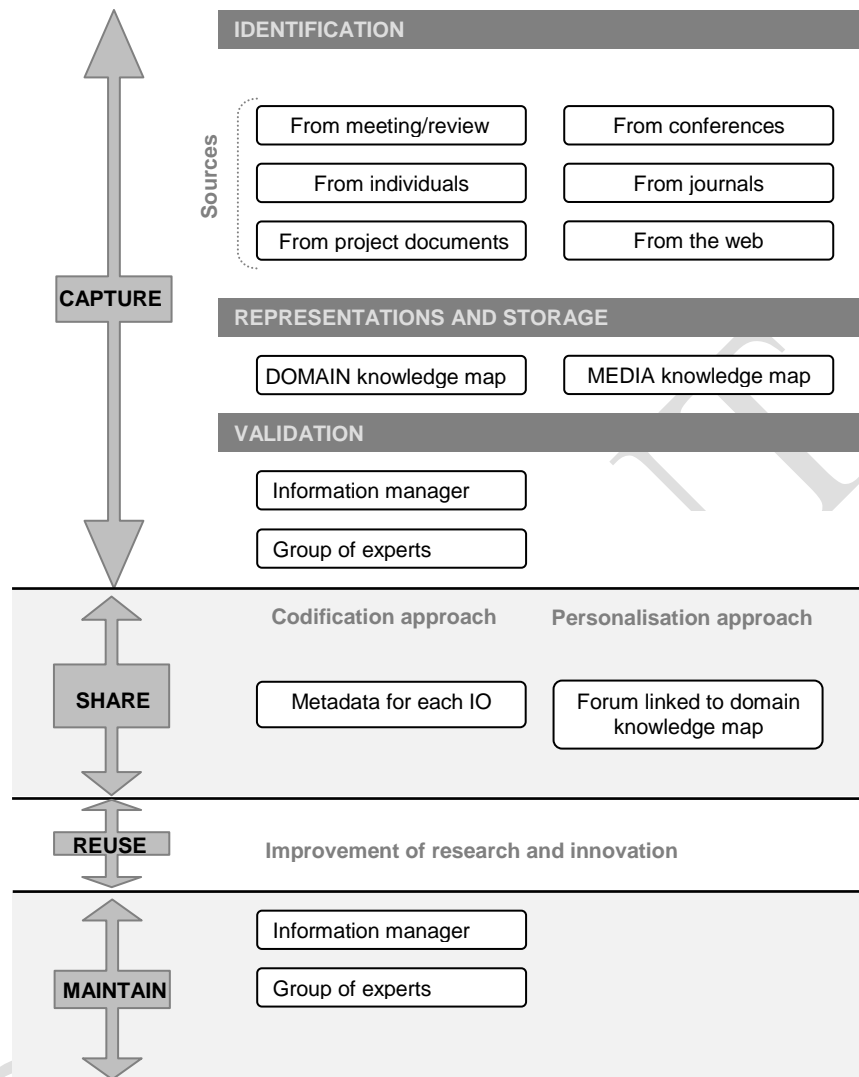 IDENTIFICATION
Sources
From meeting/review
From conferences
From individuals
From journals
From project documents
From the web
CAPTURE
REPRESENTATIONS AND STORAGE
DOMAIN knowledge map
MEDIA knowledge map
VALIDATION
Information manager
Group of experts
Codification approach
Personalisation approach
SHARE
Metadata for each IO
Forum linked to domain
knowledge map
REUSE
Improvement of research and innovation
Information manager
MAINTAIN
Group of experts